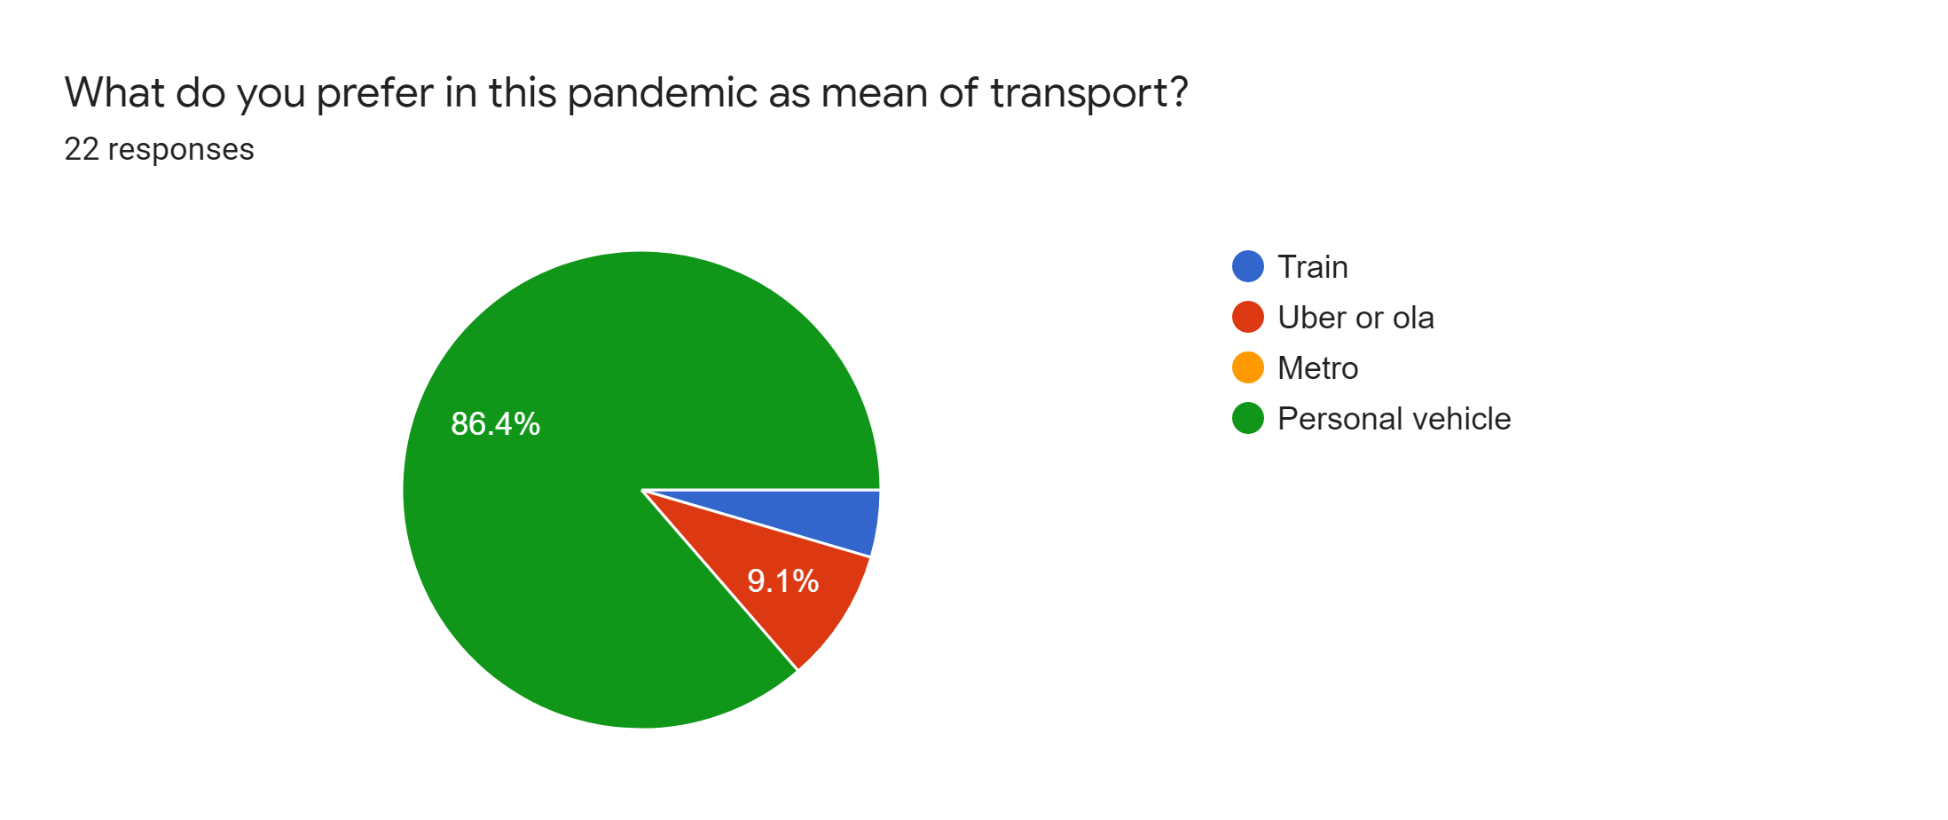 What do you prefer in this pandemic as mean of transport?
22 responses
86.4%
9.1%
Train
Uber or ola
Metro
Personal vehicle